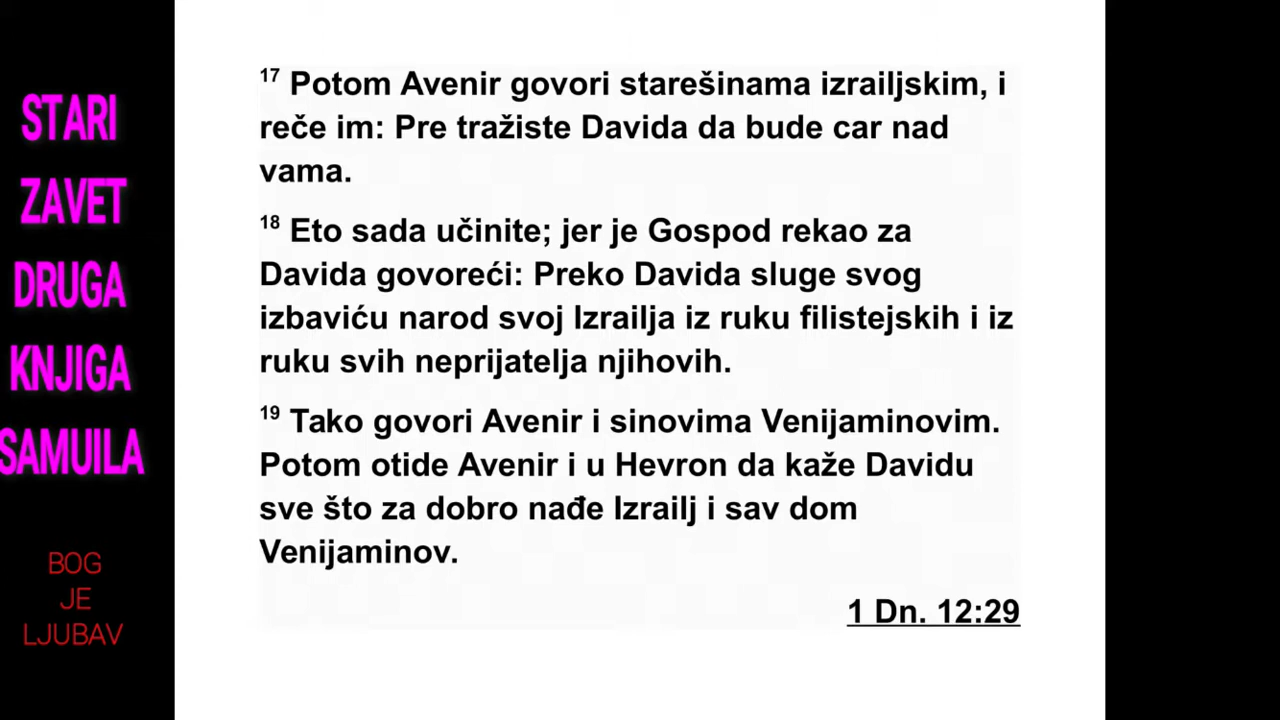 STARI
ZAVET
DRUGA
KNJIGA
SAMUILA
BOG
JE
LJUBAV
17 Potom Avenir govori starešinama izrailjskim, i
reče im: Pre tražiste Davida da bude car nad
vama.
18 Eto sada učinite; jer je Gospod rekao za
Davida govoreći: Preko Davida sluge svog
izbaviću narod svoj Izrailja iz ruku filistejskih i iz
ruku svih neprijatelja njihovih.
19 Tako govori Avenir i sinovima Venijaminovim.
Potom otide Avenir i u Hevron da kaže Davidu
sve što za dobro nađe Izrailj i sav dom
Venijaminov.
1 Dn. 12:29